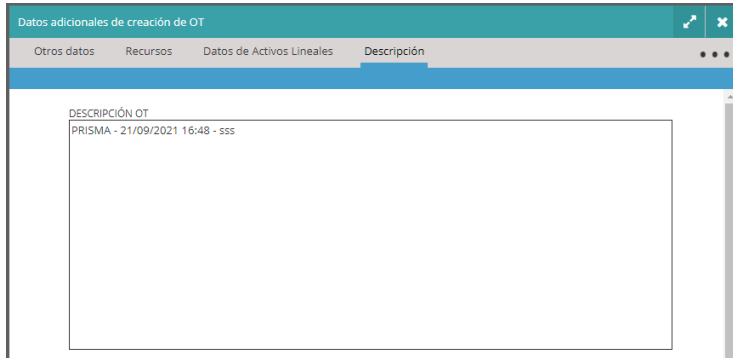 Datos adicionales de creación de OT
Otros datos Recursos Datos de Activos Lineales Descripción
DESCRIPCIÓN OT
PRISMA - 21/09/2021 16:48 - sss